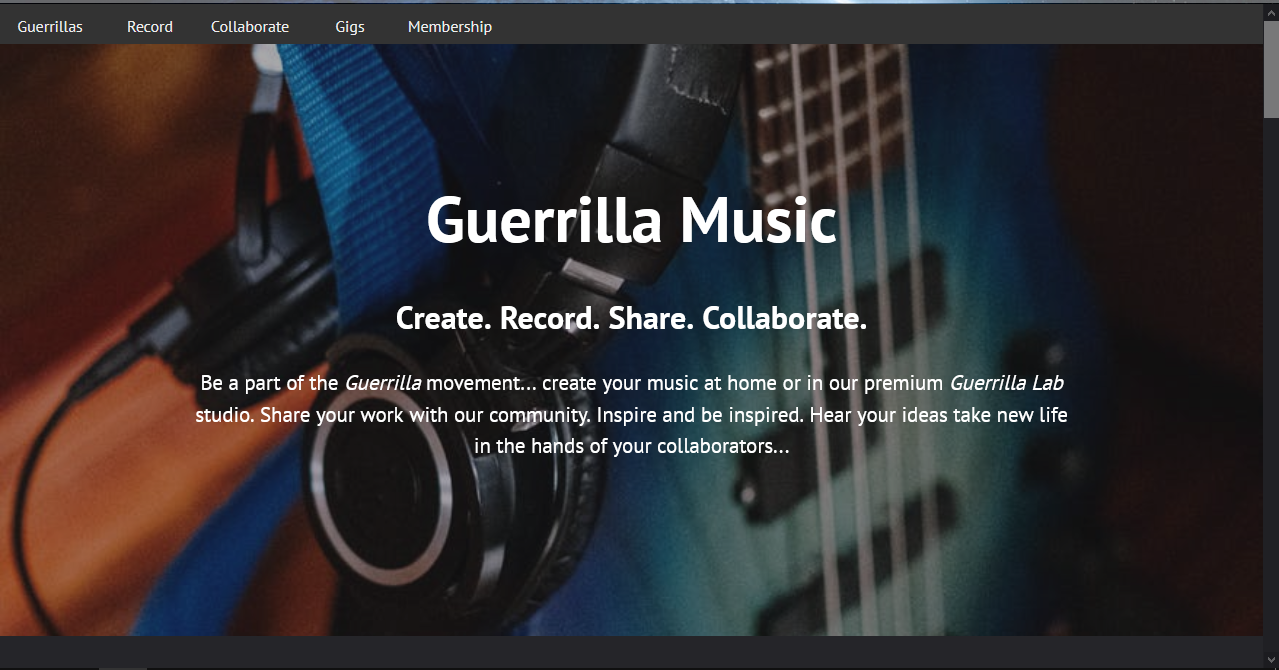 Guerrillas Record Collaborate Gigs Membership
Guerrilla Music
Create. Record. Share. Collaborate.
Be a part of the Guerrilla movement... create your music at home or in our premium Guerrilla Lab
studio. Share your work with our community. Inspire and be inspired. Hear your ideas take new life
in the hands of your collaborators...